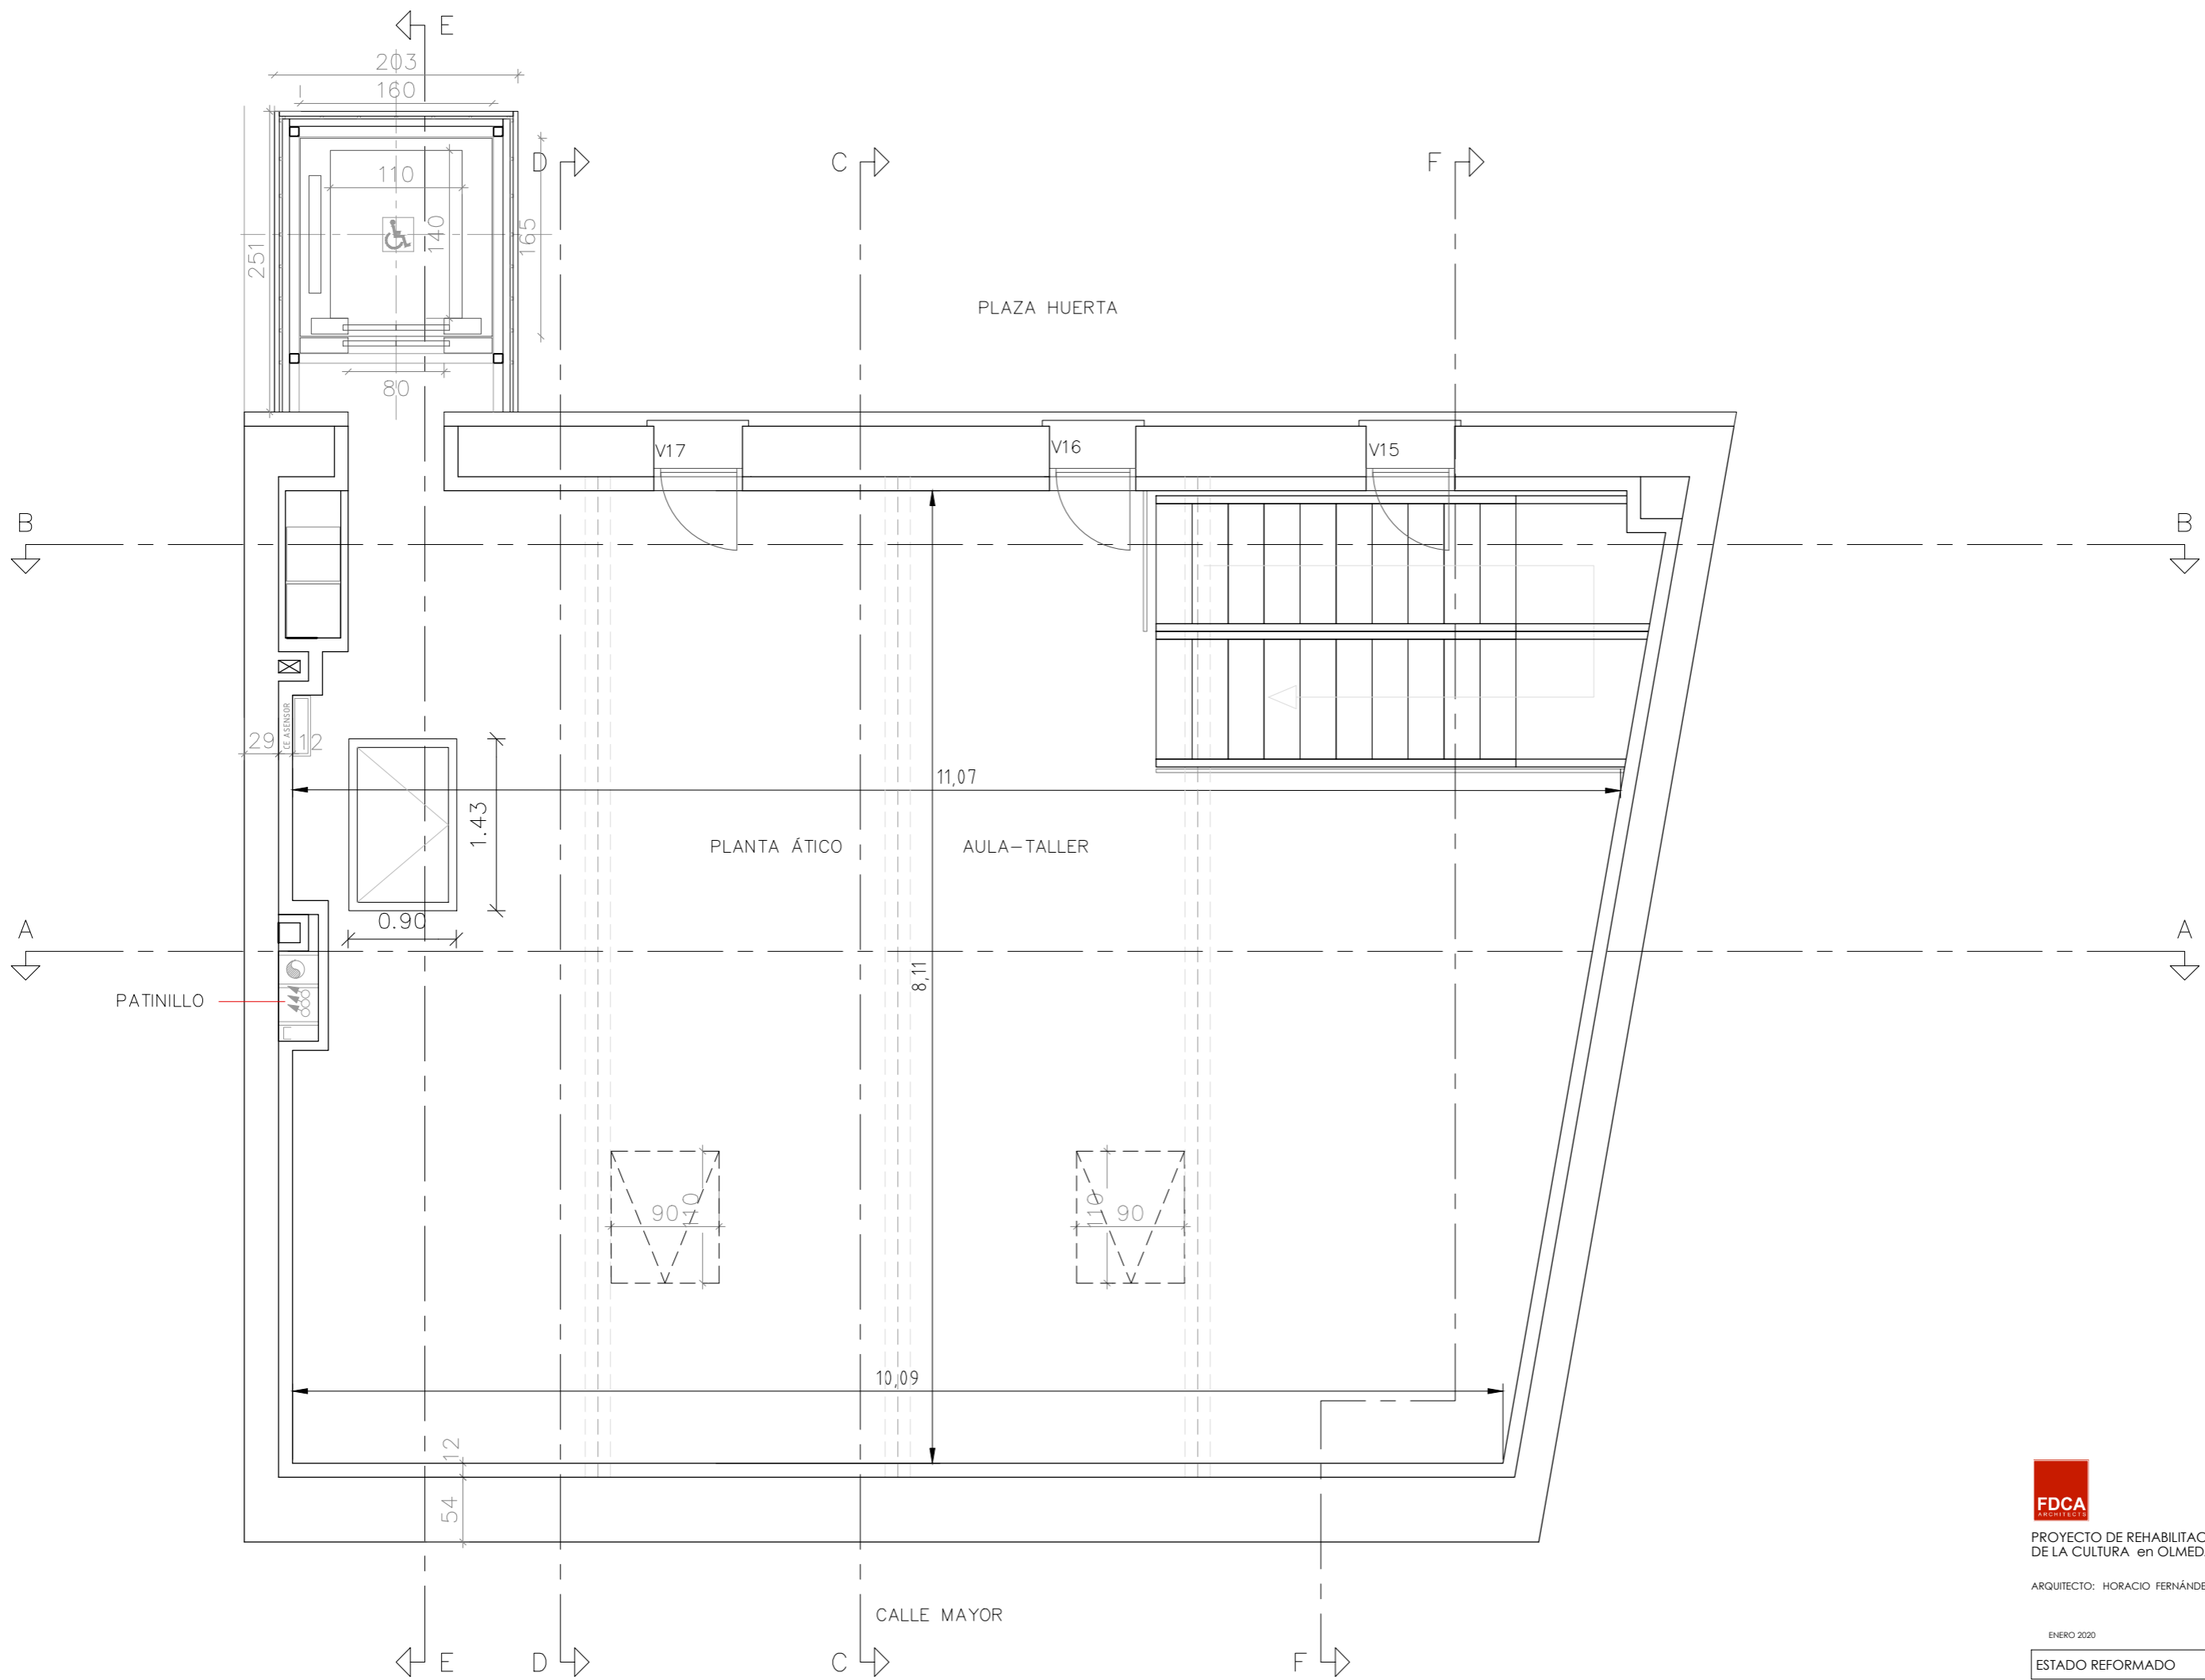 E
203
160
D
C
F
110
140
165
251
PLAZA HUERTA
80
V17
V16
V15
B
B
CE ASENSOR
29
12
11,07
1.43
PLANTA ÁTICO
AULA-TALLER
0.90
A
A
8,11
PATINILLO
90
110
110
90
10,09
12
54
FDCA
ARCHITECTS
PROYECTO DE REHABILITAC
DE LA CULTURA en OLMED
ARQUITECTO: HORACIO FERNÁNDE
CALLE MAYOR
ENERO 2020
E
D
C
F
ESTADO REFORMADO